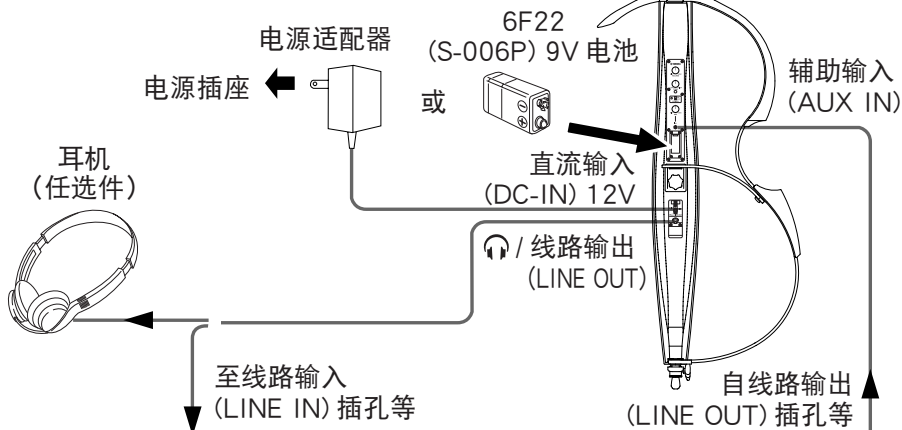 6F22
(S-006P) 9V 电池
电源适配器
电源插座
或
辅助输入
(AUX IN)
耳机
（任选件）
直流输入
(DC-IN) 12V
/ 线路输出
(LINE OUT)
至线路输入
(LINE IN) 插孔等
自线路输出
(LINE OUT) 插孔等